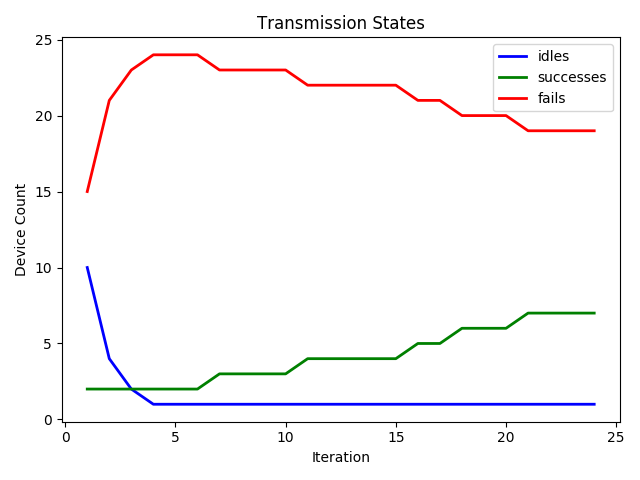 Transmission States
25
20
15
10
5
0
Device Count
idles
successes
fails
0 5 10 15 20 25
Iteration